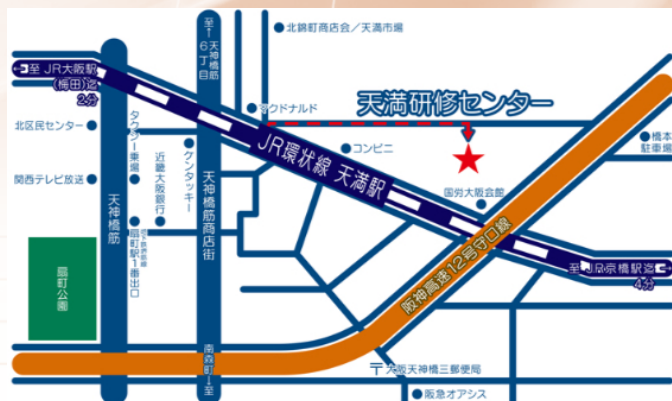 至 JR大阪駅
(梅田)迄
2分
至↑天神橋筋
6丁目
北錦町商店会/天満市場
マクドナルド
天満研修センター
橋本
駐車場
北区民センター
タクシー乗場
ケンタッキー
JR環状線 天満駅
コンビニ
関西テレビ放送
近畿大阪銀行
国労大阪会館
天神橋筋
天神橋筋商店街
扇町駅1番出口
扇町公園
至 JR京橋駅迄
4分
阪神高速12号守口線
南森町→至
〒大阪天神橋三郵便局
阪急オアシス